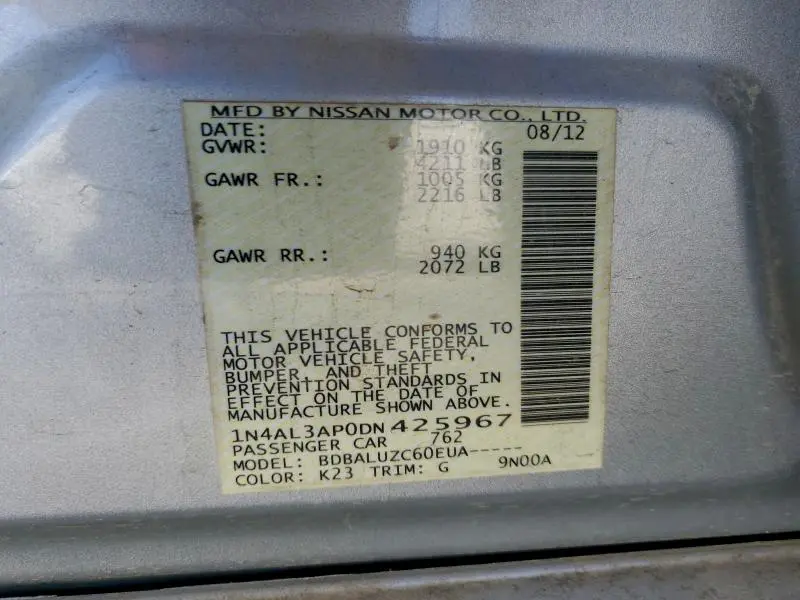 MFD BY NISSAN MOTOR CO., LTD.
DATE: 08/12
GVWR: 1910 KG
4211 LB
GAWR FR.: 1005 KG
2216 LB
GAWR RR.: 940 KG
2072 LB
THIS VEHICLE CONFORMS TO
ALL APPLICABLE FEDERAL
MOTOR VEHICLE SAFETY,
BUMPER, AND THEFT
PREVENTION STANDARDS IN
EFFECT ON THE DATE OF
MANUFACTURE SHOWN ABOVE.
1N4AL3AP0DN 425967
PASSENGER CAR 762
MODEL: BDBALUZC60EUA-----
COLOR: K23 TRIM: G 9N00A